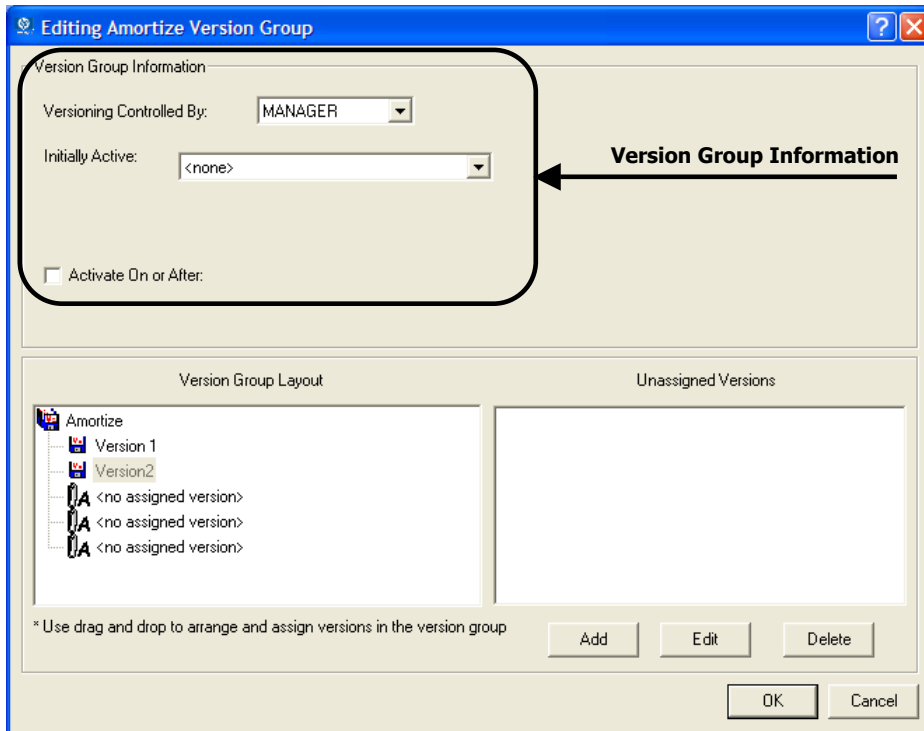 Editing Amortize Version Group
Version Group Information
Versioning Controlled By: MANAGER
Initially Active: <none>
Version Group Information
Activate On or After:
Version Group Layout
Unassigned Versions
Amortize
Version 1
Version2
<no assigned version>
<no assigned version>
<no assigned version>
* Use drag and drop to arrange and assign versions in the version group
Add Edit Delete
OK Cancel